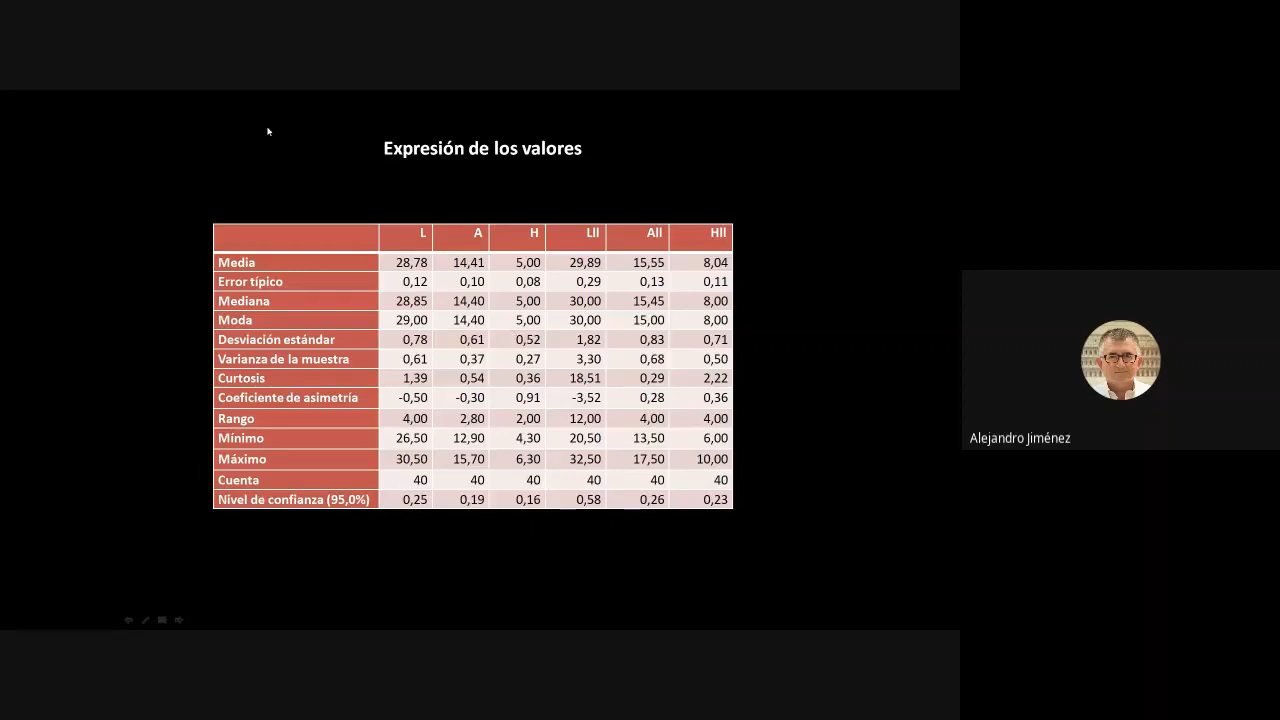 Expresión de los valores
L A H LII AII HII
Media 28,78 14,41 5,00 29,89 15,55 8,04
Error típico 0,12 0,10 0,08 0,29 0,13 0,11
Mediana 28,85 14,40 5,00 30,00 15,45 8,00
Moda 29,00 14,40 5,00 30,00 15,00 8,00
Desviación estándar 0,78 0,61 0,52 1,82 0,83 0,71
Varianza de la muestra 0,61 0,37 0,27 3,30 0,68 0,50
Curtosis 1,39 0,54 0,36 18,51 0,29 2,22
Coeficiente de asimetría -0,50 -0,30 0,91 -3,52 0,28 0,36
Rango 4,00 2,80 2,00 12,00 4,00 4,00
Mínimo 26,50 12,90 4,30 20,50 13,50 6,00
Máximo 30,50 15,70 6,30 32,50 17,50 10,00
Cuenta 40 40 40 40 40 40
Nivel de confianza (95,0%) 0,25 0,19 0,16 0,58 0,26 0,23
Alejandro Jiménez